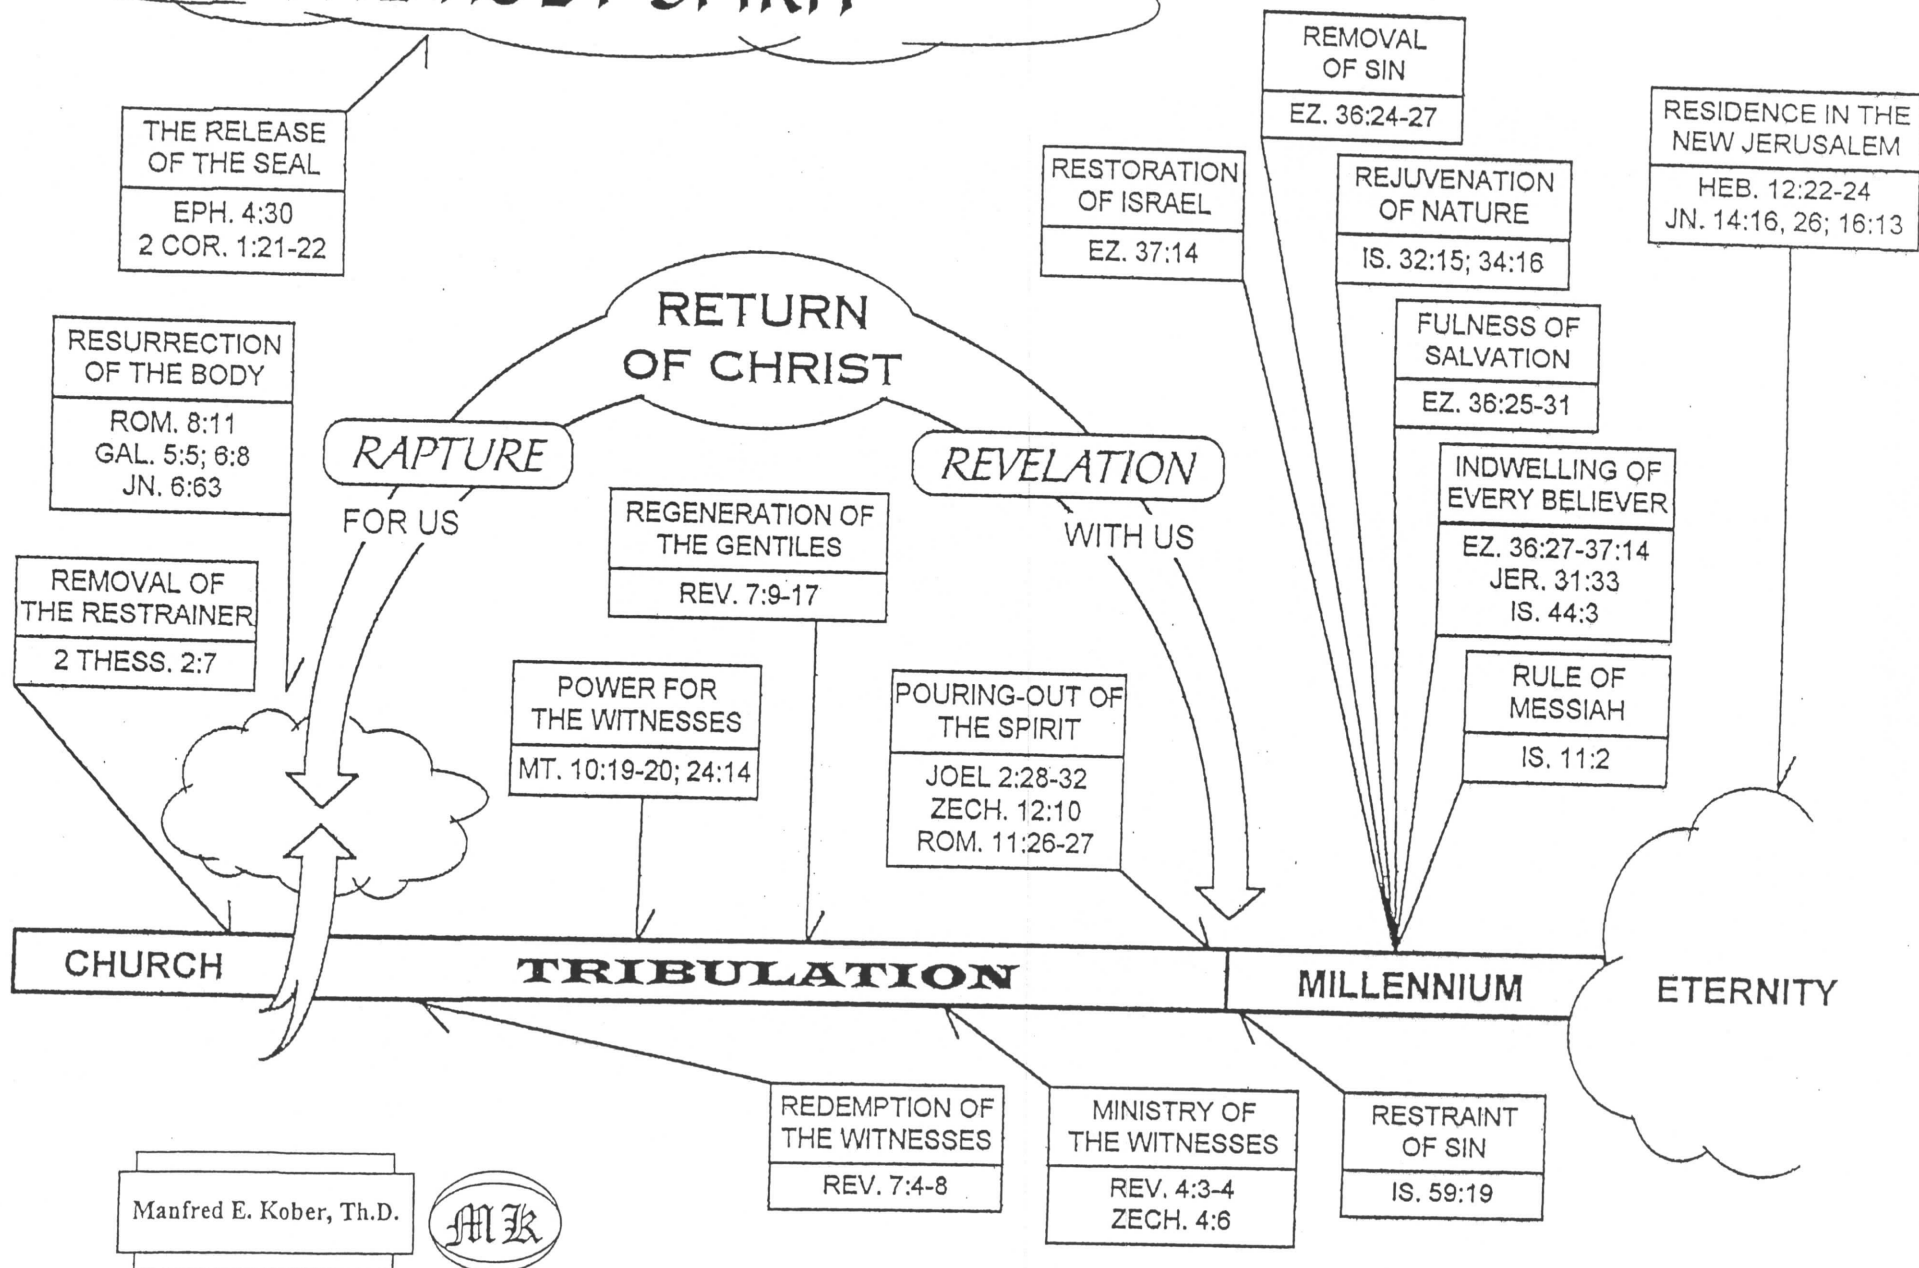 HOLY SPIRIT
THE RELEASE
OF THE SEAL
EPH. 4:30
2 COR. 1:21-22
RESURRECTION
OF THE BODY
ROM. 8:11
GAL. 5:5; 6:8
JN. 6:63
REMOVAL OF
THE RESTRAINER
2 THESS. 2:7
RETURN
OF CHRIST
RAPTURE
FOR US
REVELATION
WITH US
REGENERATION OF
THE GENTILES
REV. 7:9-17
POWER FOR
THE WITNESSES
MT. 10:19-20; 24:14
POURING-OUT OF
THE SPIRIT
JOEL 2:28-32
ZECH. 12:10
ROM. 11:26-27
RESTORATION
OF ISRAEL
EZ. 37:14
REMOVAL
OF SIN
EZ. 36:24-27
REJUVENATION
OF NATURE
IS. 32:15; 34:16
FULNESS OF
SALVATION
EZ. 36:25-31
INDWELLING OF
EVERY BELIEVER
EZ. 36:27-37:14
JER. 31:33
IS. 44:3
RULE OF
MESSIAH
IS. 11:2
RESIDENCE IN THE
NEW JERUSALEM
HEB. 12:22-24
JN. 14:16, 26; 16:13
CHURCH
TRIBULATION
MILLENNIUM
ETERNITY
REDEMPTION OF
THE WITNESSES
REV. 7:4-8
MINISTRY OF
THE WITNESSES
REV. 4:3-4
ZECH. 4:6
RESTRAINT
OF SIN
IS. 59:19
Manfred E. Kober, Th.D.
MK